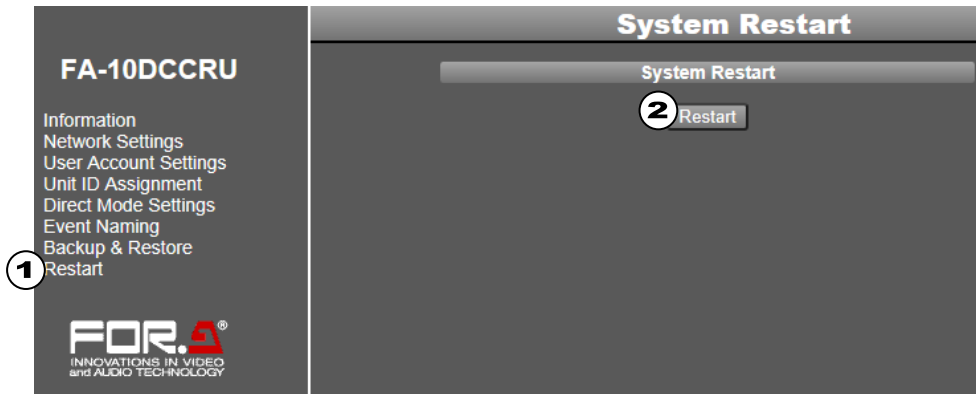 System Restart
FA-10DCCRU
System Restart
2 Restart
Information
Network Settings
User Account Settings
Unit ID Assignment
Direct Mode Settings
Event Naming
Backup & Restore
1 Restart
FOR.A®
INNOVATIONS IN VIDEO
and AUDIO TECHNOLOGY